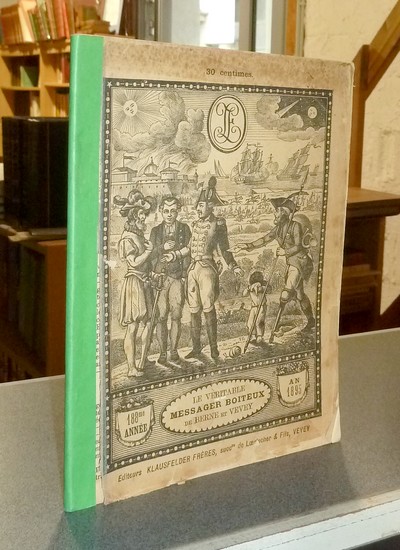 30 centimes.
188me
ANNÉE
LE VÉRITABLE
MESSAGER BOITEUX
DE BERNE ET VEVEY
AN
1895
Editeurs KLAUSFELDER FRÈRES, succrs de Lœrtscher & Fils, VEVEY